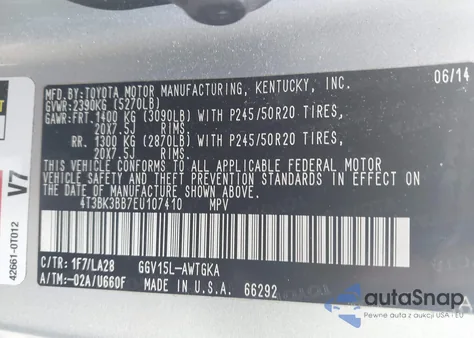 MFD.BY:TOYOTA MOTOR MANUFACTURING, KENTUCKY, INC. 06/14
GVWR:2390KG (5270LB)
GAWR:FRT. 1400 KG (3090LB) WITH P245/50R20 TIRES,
20X7.5J RIMS.
RR. 1300 KG (2870LB) WITH P245/50R20 TIRES,
20X7.5J RIMS.
THIS VEHICLE CONFORMS TO ALL APPLICABLE FEDERAL MOTOR
VEHICLE SAFETY AND THEFT PREVENTION STANDARDS IN EFFECT
ON THE DATE OF MANUFACTURE SHOWN ABOVE.
4T3BK3BB7EU107410 MPV
C/TR: 1F7/LA28 GGV15L-AWTGKA
A/TM:-02A/U660F MADE IN U.S.A. 66292
V7
42661-0T012
autoSnap
Pewne auta z USA i EU